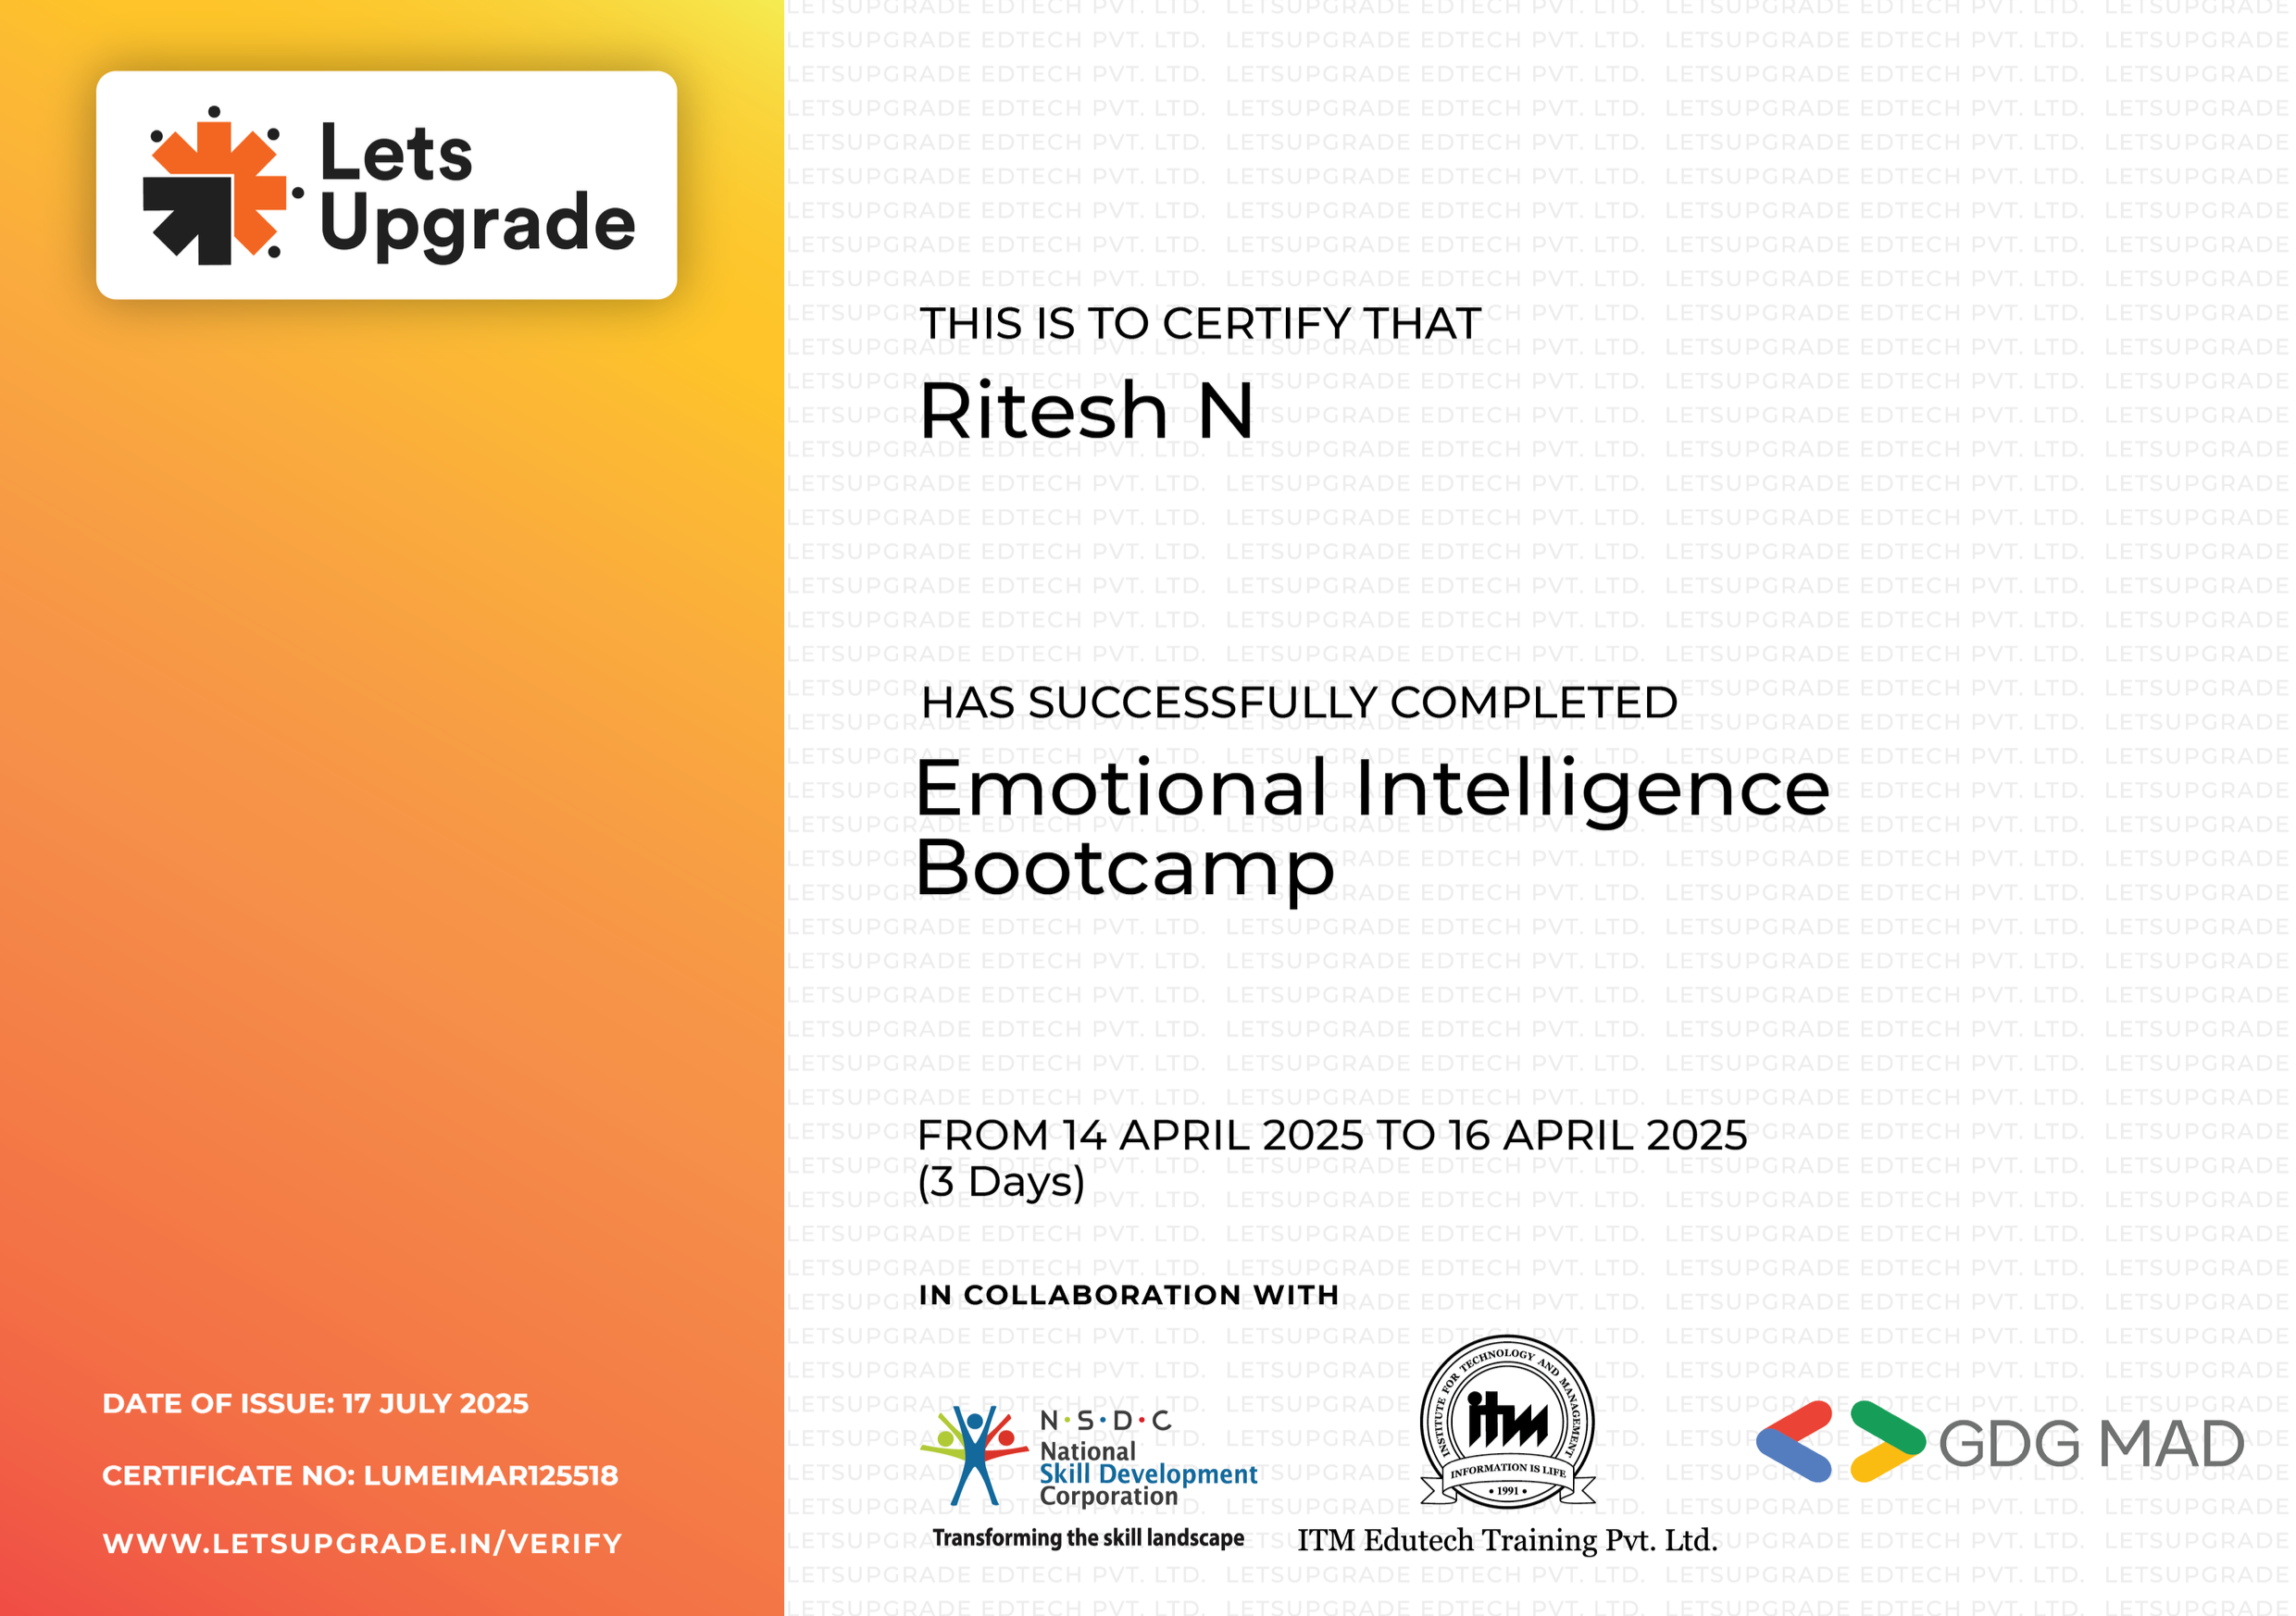 Lets
Upgrade
THIS IS TO CERTIFY THAT
Ritesh N
HAS SUCCESSFULLY COMPLETED
Emotional Intelligence
Bootcamp
FROM 14 APRIL 2025 TO 16 APRIL 2025
(3 Days)
IN COLLABORATION WITH
N·S·D·C
National
Skill Development
Corporation
Transforming the skill landscape
INSTITUTE FOR TECHNOLOGY AND MANAGEMENT
itm
INFORMATION IS LIFE
• 1991 •
ITM Edutech Training Pvt. Ltd.
GDG MAD
DATE OF ISSUE: 17 JULY 2025
CERTIFICATE NO: LUMEIMAR125518
WWW.LETSUPGRADE.IN/VERIFY
LETSUPGRADE EDTECH PVT. LTD.